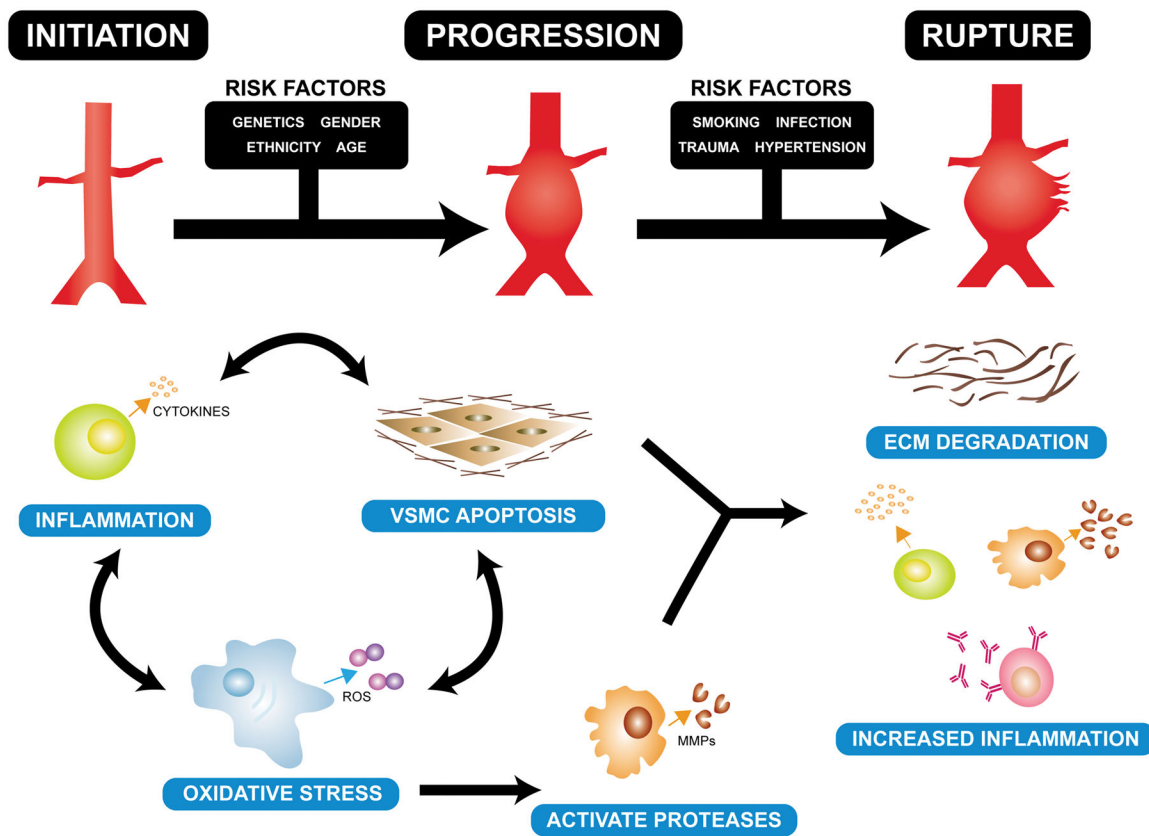 INITIATION
PROGRESSION
RUPTURE
RISK FACTORS
GENETICS GENDER
ETHNICITY AGE
RISK FACTORS
SMOKING INFECTION
TRAUMA HYPERTENSION
CYTOKINES
INFLAMMATION
VSMC APOPTOSIS
ECM DEGRADATION
ROS
OXIDATIVE STRESS
MMPs
ACTIVATE PROTEASES
INCREASED INFLAMMATION